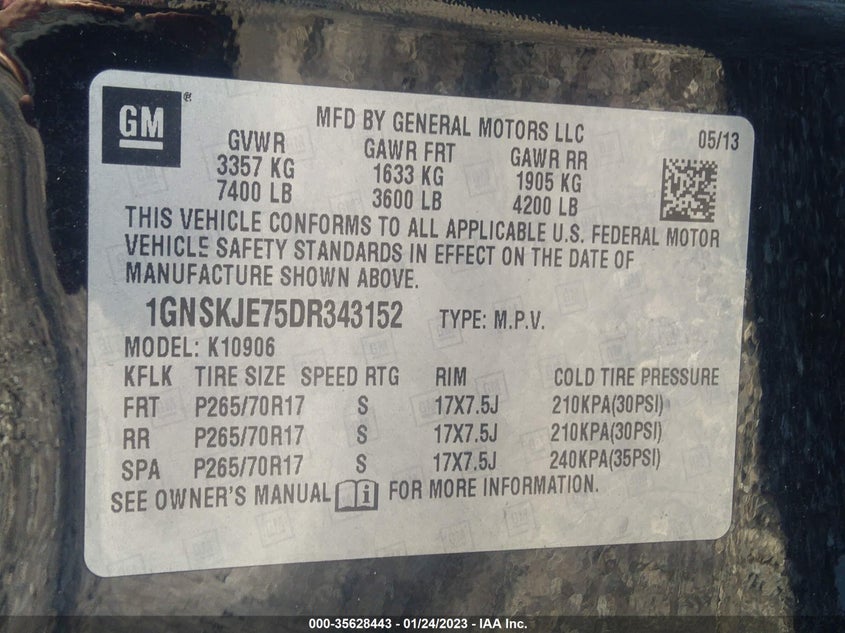 GM®
MFD BY GENERAL MOTORS LLC
05/13
GVWR GAWR FRT GAWR RR
3357 KG 1633 KG 1905 KG
7400 LB 3600 LB 4200 LB
THIS VEHICLE CONFORMS TO ALL APPLICABLE U.S. FEDERAL MOTOR
VEHICLE SAFETY STANDARDS IN EFFECT ON THE DATE OF
MANUFACTURE SHOWN ABOVE.
1GNSKJE75DR343152 TYPE: M.P.V.
MODEL: K10906
KFLK TIRE SIZE SPEED RTG RIM COLD TIRE PRESSURE
FRT P265/70R17 S 17X7.5J 210KPA(30PSI)
RR P265/70R17 S 17X7.5J 210KPA(30PSI)
SPA P265/70R17 S 17X7.5J 240KPA(35PSI)
SEE OWNER'S MANUAL i FOR MORE INFORMATION.
000-35628443 - 01/24/2023 - IAA Inc.